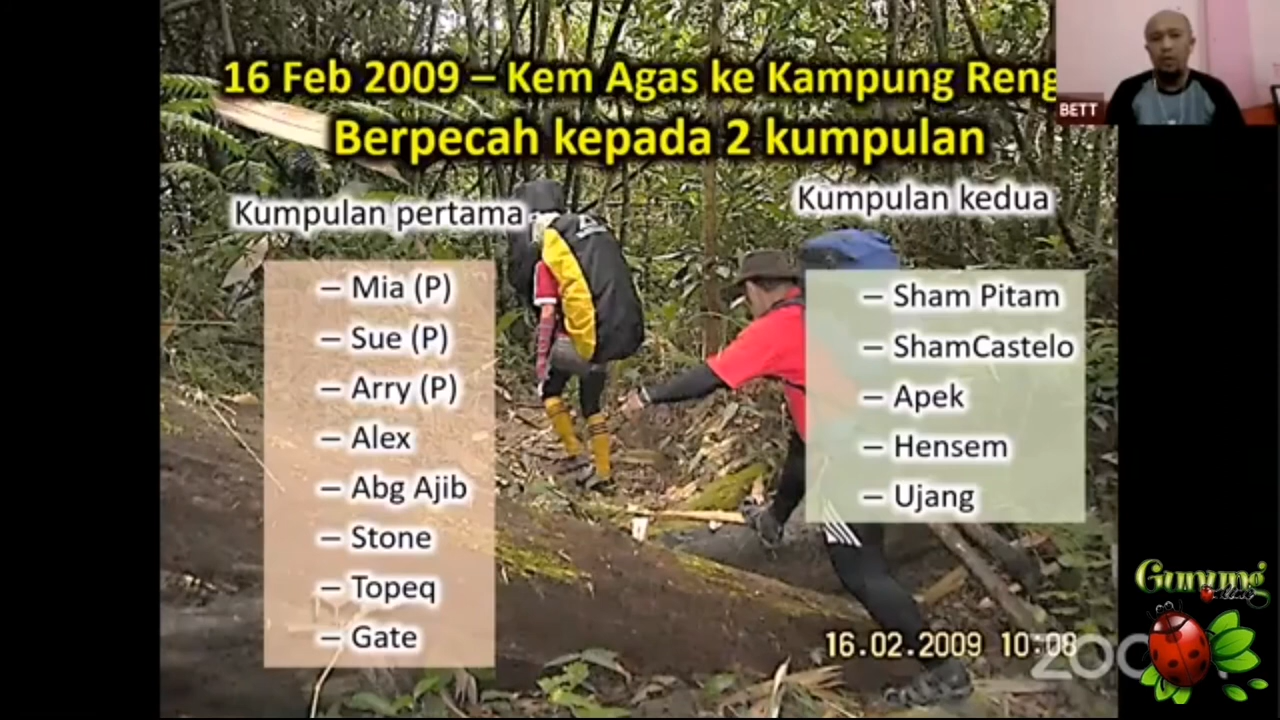 16 Feb 2009 – Kem Agas ke Kampung Reng
Berpecah kepada 2 kumpulan
BETT
Kumpulan pertama
– Mia (P)
– Sue (P)
– Arry (P)
– Alex
– Abg Ajib
– Stone
– Topeq
– Gate
Kumpulan kedua
– Sham Pitam
– ShamCastelo
– Apek
– Hensem
– Ujang
16.02.2009 10:08
zoom
Gunung